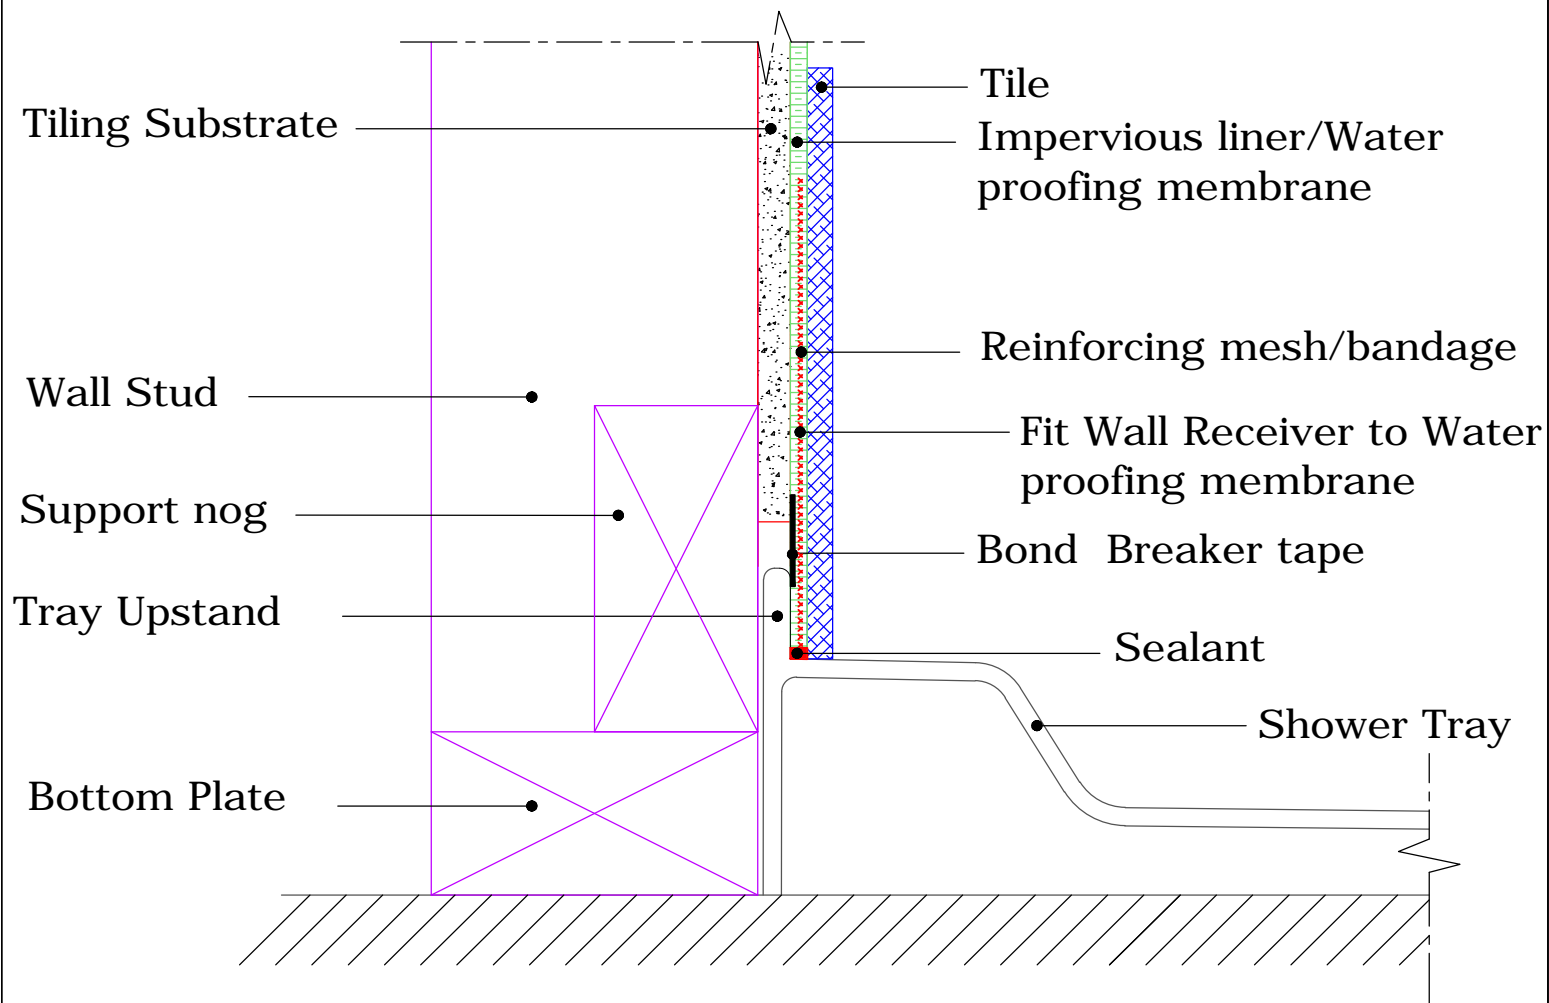 Tile
Tiling Substrate
Impervious liner/Water
proofing membrane
Reinforcing mesh/bandage
Wall Stud
Fit Wall Receiver to Water
proofing membrane
Support nog
Bond Breaker tape
Tray Upstand
Sealant
Shower Tray
Bottom Plate